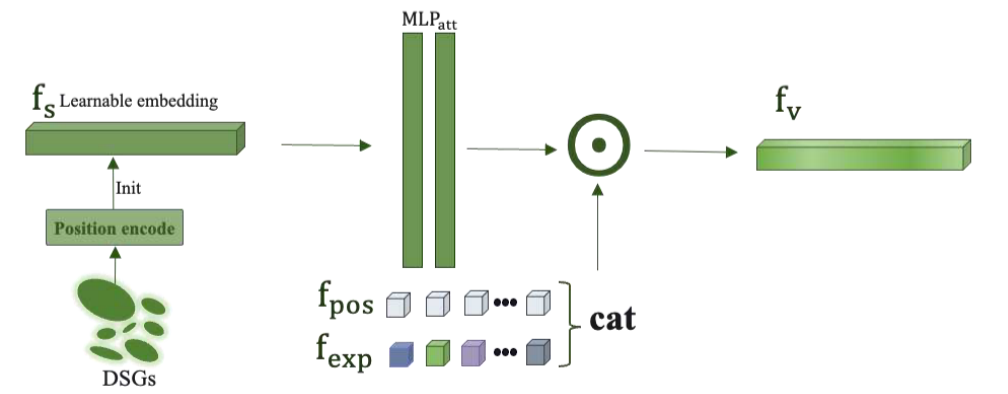 MLPatt
fs Learnable embedding
fv
Init
Position encode
fpos
cat
fexp
DSGs